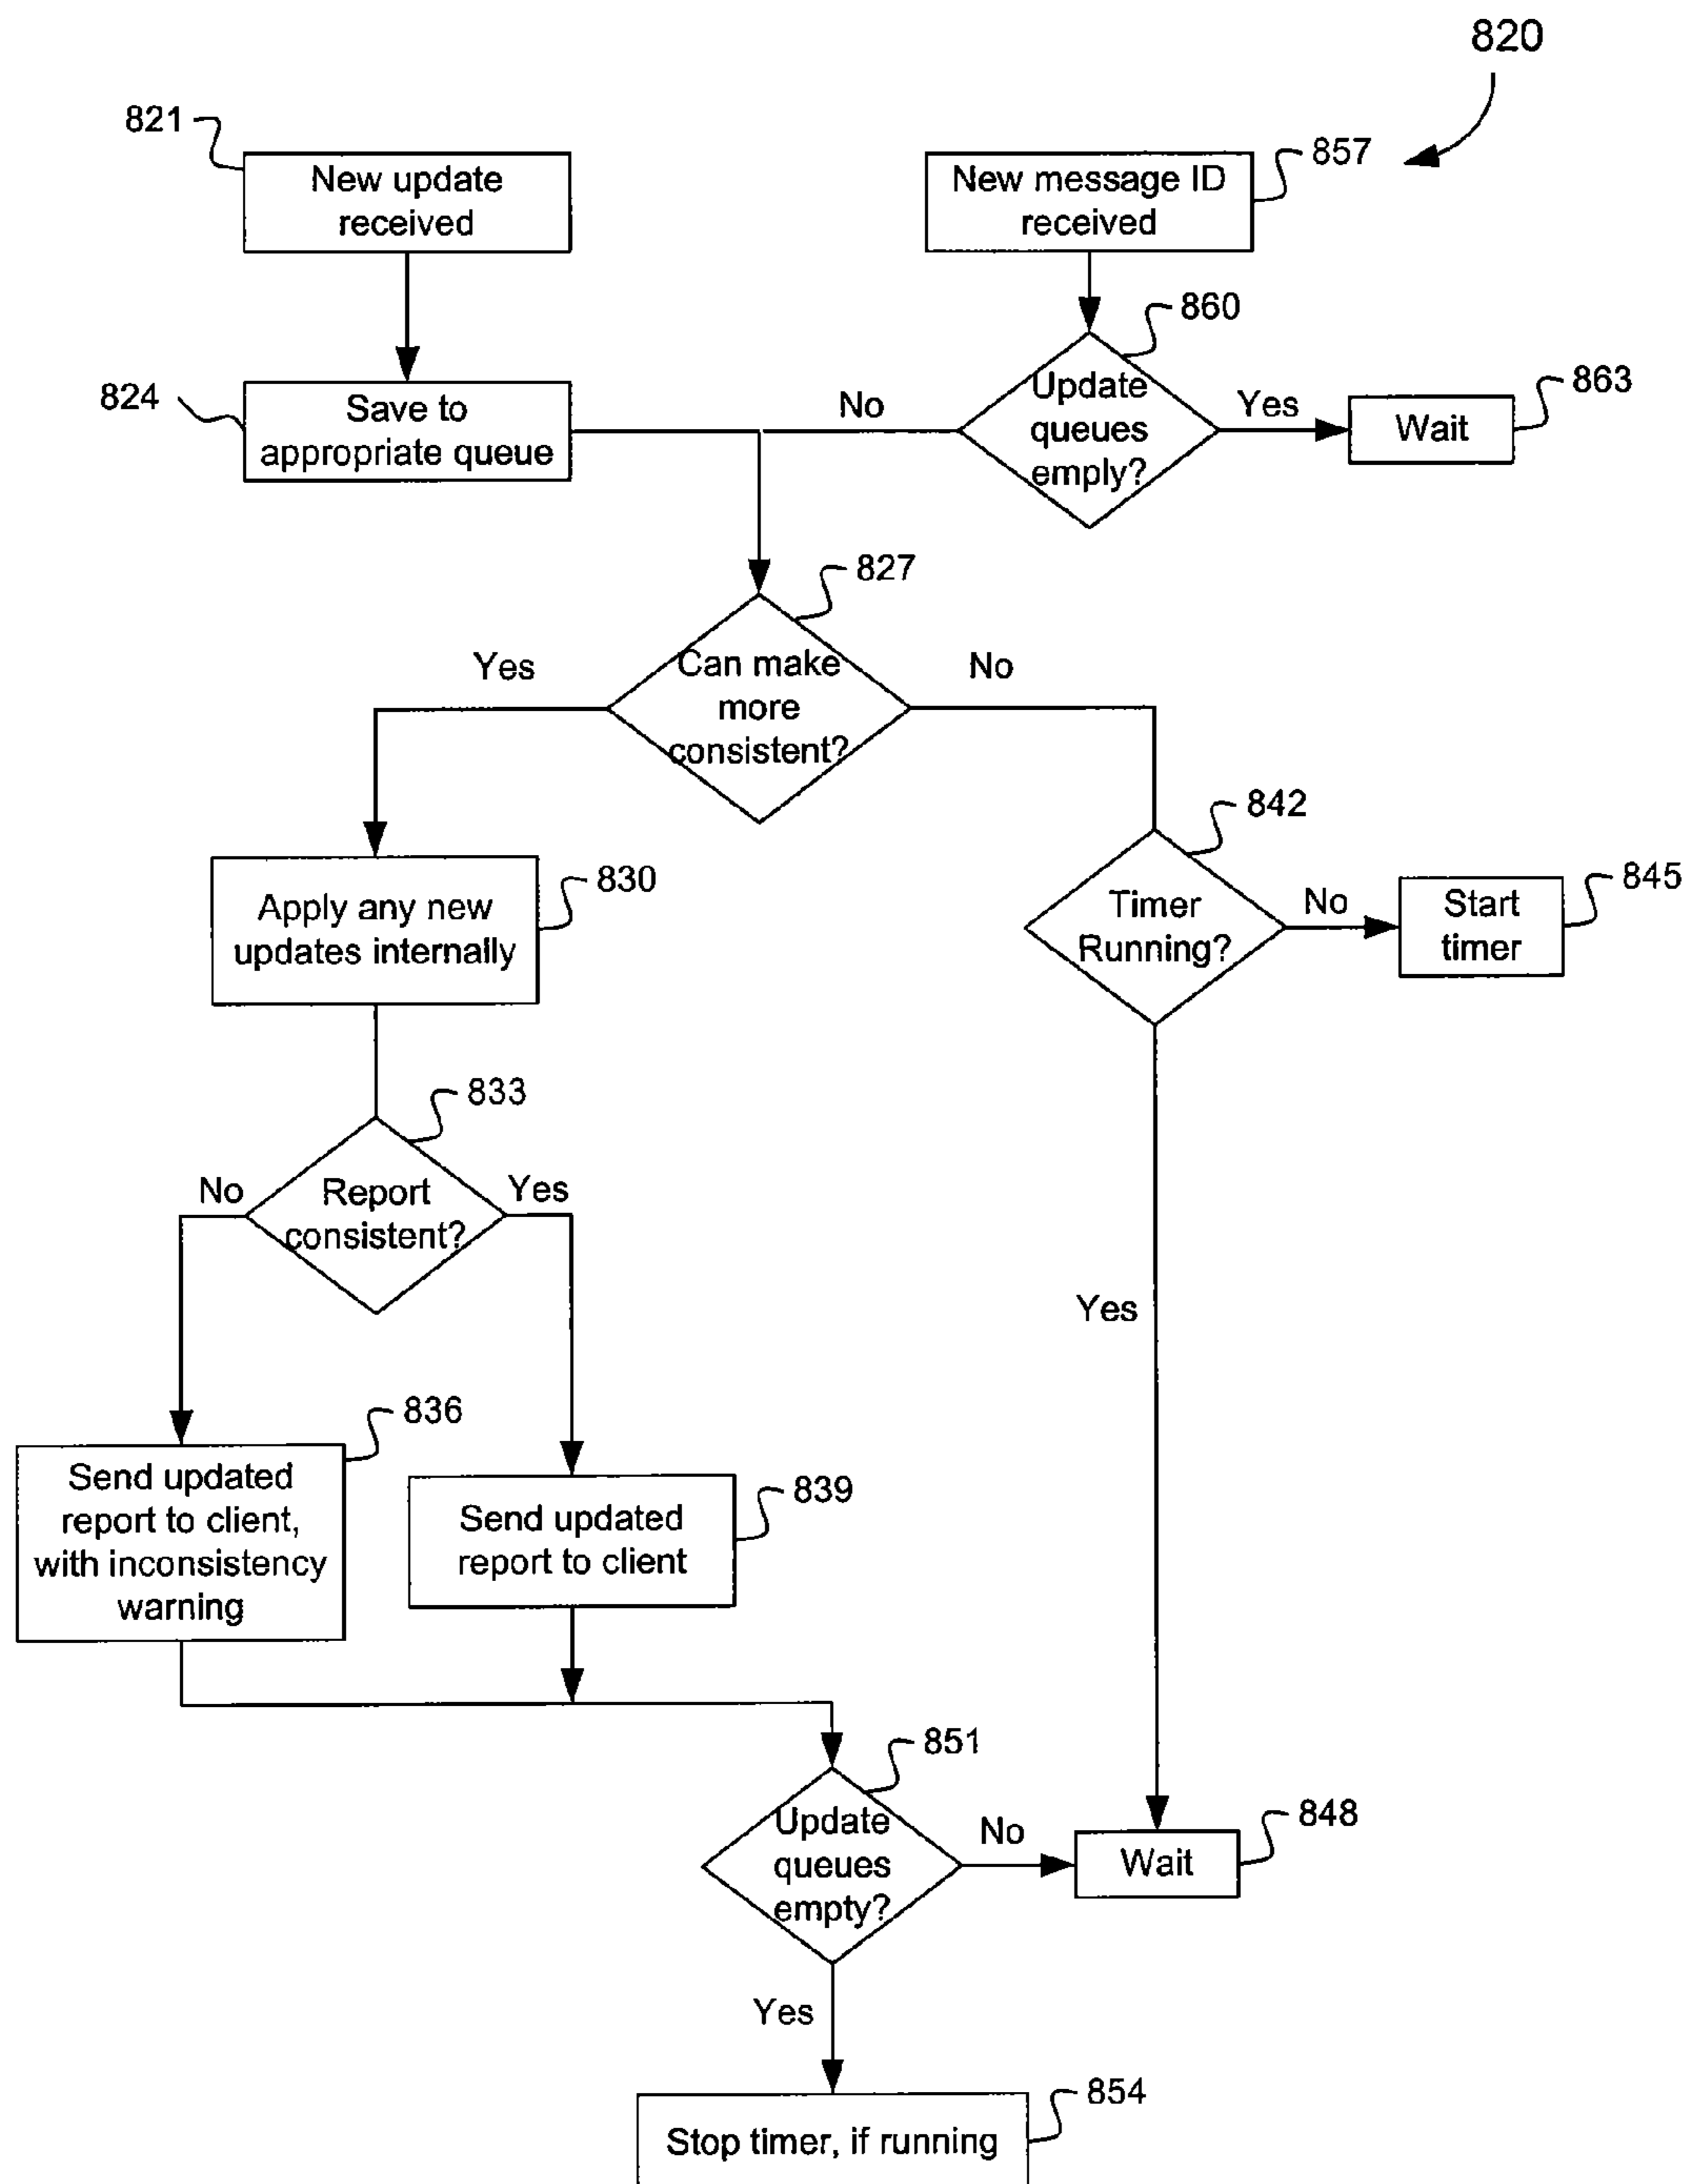 820
821
New update
received
New message ID
received
857
860
824
Save to
appropriate queue
No
Update
queues
emply?
Yes
863
Wait
827
Yes
Can make
more
consistent?
No
842
830
Apply any new
updates internally
Timer
Running?
No
845
Start
timer
833
No
Report
consistent?
Yes
Yes
836
Send updated
report to client,
with inconsistency
warning
839
Send updated
report to client
851
Update
queues
empty?
No
848
Wait
Yes
854
Stop timer, if running